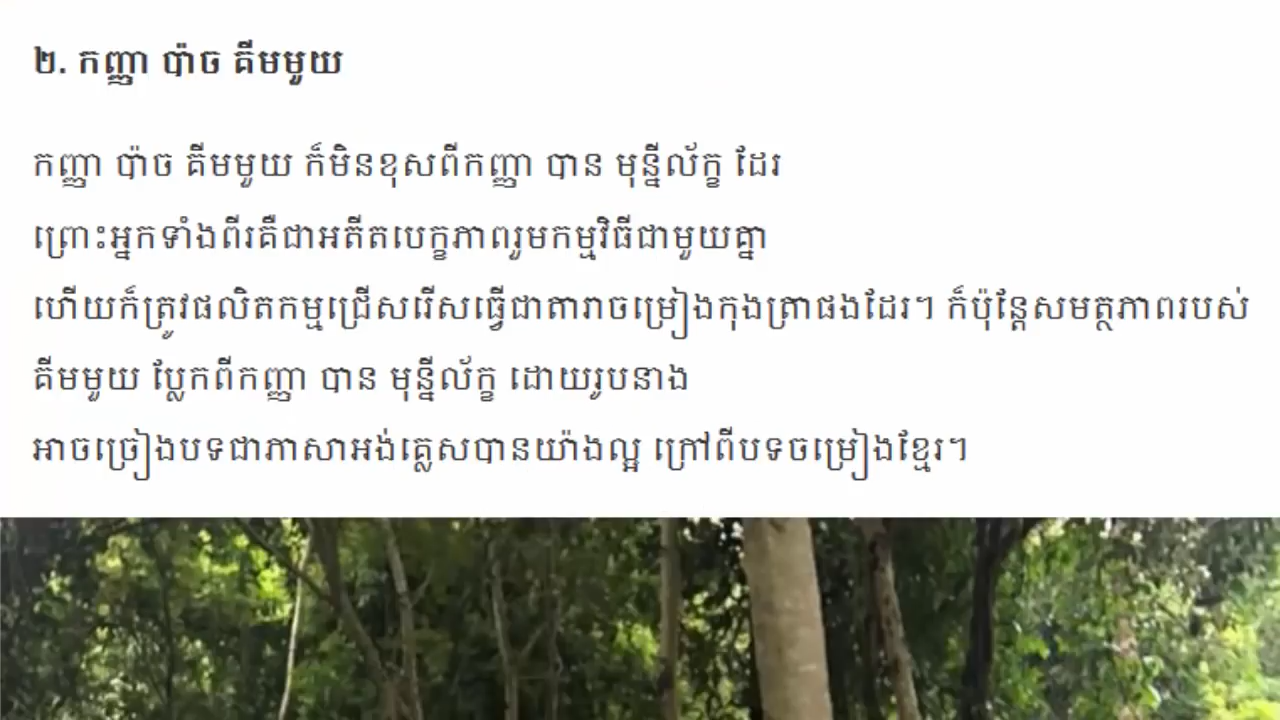 ២. កញ្ញា ប៉ាច គីមមួយ
កញ្ញា ប៉ាច គីមមួយ ក៏មិនខុសពីកញ្ញា បាន មុន្នីល័ក្ខ ដែរ
ព្រោះអ្នកទាំងពីរគឺជាអតីតបេក្ខភាពរួមកម្មវិធីជាមួយគ្នា
ហើយក៏ត្រូវផលិតកម្មជ្រើសរើសធ្វើជាតារាចម្រៀងកុងត្រាផងដែរ។ ក៏ប៉ុន្តែសមត្ថភាពរបស់
គីមមួយ ប្លែកពីកញ្ញា បាន មុន្នីល័ក្ខ ដោយរូបនាង
អាចច្រៀងបទជាភាសាអង់គ្លេសបានយ៉ាងល្អ ក្រៅពីបទចម្រៀងខ្មែរ។